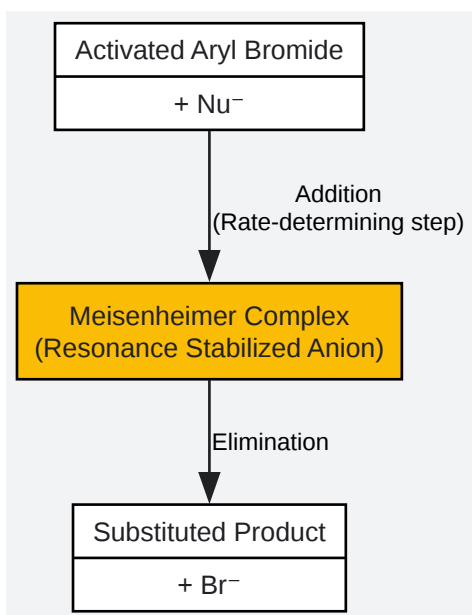 Activated Aryl Bromide
+ Nu⁻
Addition
(Rate-determining step)
Meisenheimer Complex
(Resonance Stabilized Anion)
Elimination
Substituted Product
+ Br⁻